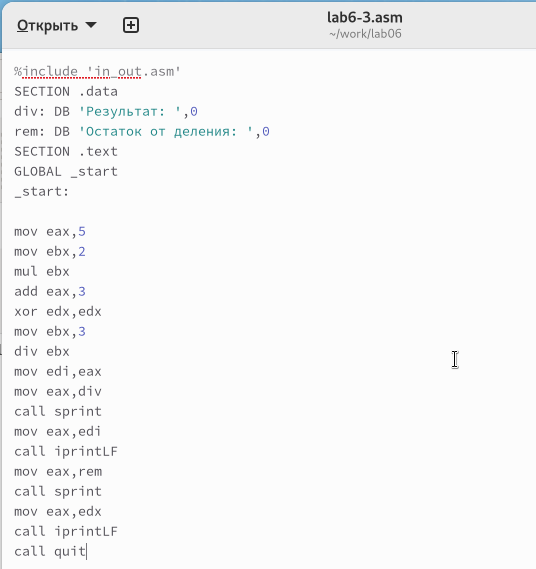 Открыть
lab6-3.asm
~/work/lab06
%include 'in_out.asm'
SECTION .data
div: DB 'Результат: ',0
rem: DB 'Остаток от деления: ',0
SECTION .text
GLOBAL _start
_start:
mov eax,5
mov ebx,2
mul ebx
add eax,3
xor edx,edx
mov ebx,3
div ebx
mov edi,eax
mov eax,div
call sprint
mov eax,edi
call iprintLF
mov eax,rem
call sprint
mov eax,edx
call iprintLF
call quit